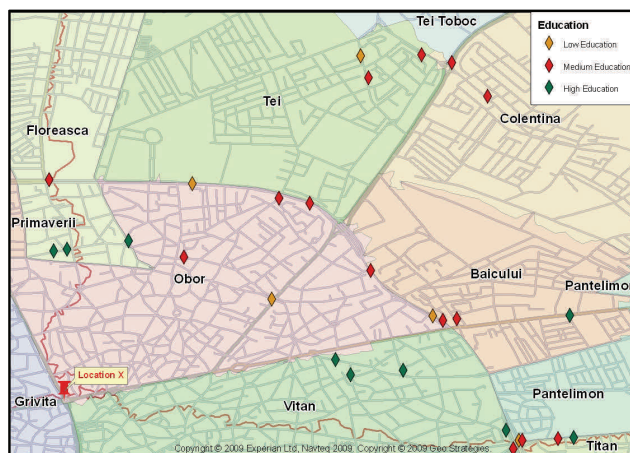 Tei Toboc
Education
Low Education
Medium Education
High Education
Tei
Colentina
Floreasca
Primaverii
Obor
Baicului
Pantelimon
Location X
Grivita
Vitan
Pantelimon
Titan
Copyright © 2009 Experian Ltd, Navteq 2009, Copyright © 2009 Geo Strategies.